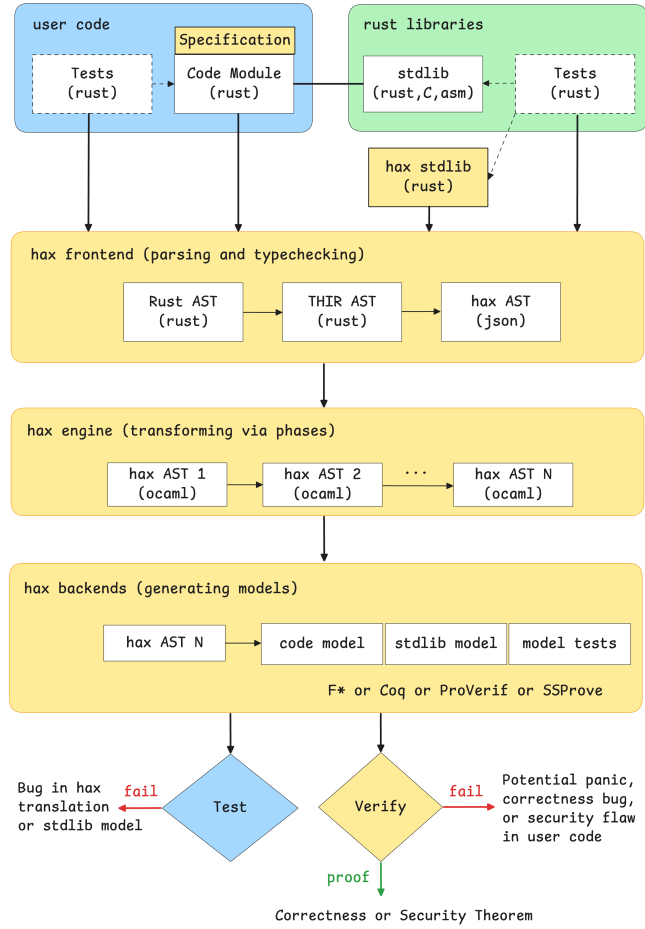 user code
Specification
Tests
(rust)
Code Module
(rust)
rust libraries
stdlib
(rust,C,asm)
Tests
(rust)
hax stdlib
(rust)
hax frontend (parsing and typechecking)
Rust AST
(rust)
THIR AST
(rust)
hax AST
(json)
hax engine (transforming via phases)
hax AST 1
(ocaml)
hax AST 2
(ocaml)
...
hax AST N
(ocaml)
hax backends (generating models)
hax AST N
code model
stdlib model
model tests
F* or Coq or ProVerif or SSProve
Bug in hax
translation
or stdlib model
fail
Test
Verify
fail
Potential panic,
correctness bug,
or security flaw
in user code
proof
Correctness or Security Theorem